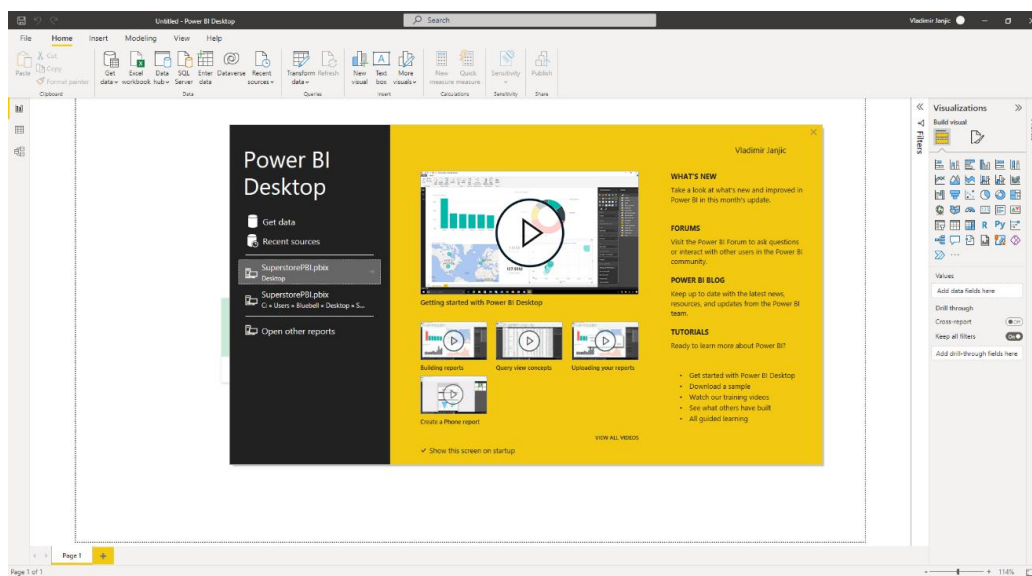 Untitled - Power BI Desktop
Search
Vladimir Janjic
File Home Insert Modeling View Help
Paste
Cut
Copy
Format painter
Clipboard
Get data
Excel workbook
Data hub
SQL Server
Enter data
Dataverse
Recent sources
Data
Transform data
Refresh
Queries
New visual
Text box
More visuals
Insert
New measure
Quick measure
Calculations
Sensitivity
Sensitivity
Publish
Share
Power BI
Desktop
Get data
Recent sources
SuperstorePBI.pbix
Desktop
SuperstorePBI.pbix
C: » Users » Bluebell » Desktop » S...
Open other reports
Getting started with Power BI Desktop
Building reports
Query view concepts
Uploading your reports
Create a Phone report
VIEW ALL VIDEOS
Show this screen on startup
Vladimir Janjic
WHAT'S NEW
Take a look at what's new and improved in
Power BI in this month's update.
FORUMS
Visit the Power BI Forum to ask questions
or interact with other users in the Power BI
community.
POWER BI BLOG
Keep up to date with the latest news,
resources, and updates from the Power BI
team.
TUTORIALS
Ready to learn more about Power BI?
• Get started with Power BI Desktop
• Download a sample
• Watch our training videos
• See what others have built
• All guided learning
Filters
Visualizations
Build visual
R Py
Values
Add data fields here
Drill through
Cross-report
Off
Keep all filters
On
Add drill-through fields here
Page 1
Page 1 of 1
114%